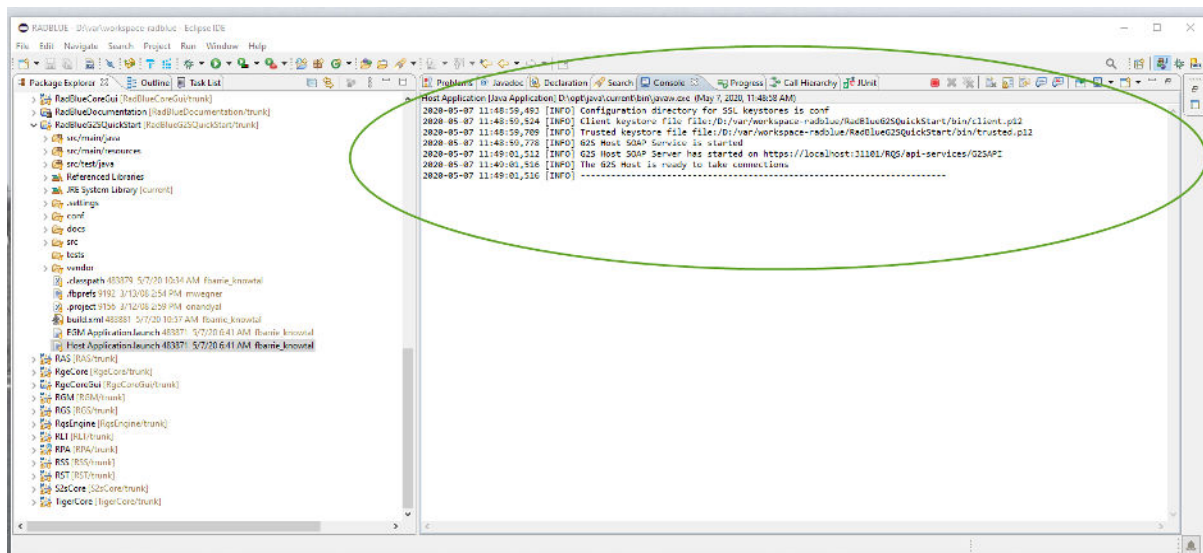 RADBLUE - D:\var\workspace-radblue - Eclipse IDE
File Edit Navigate Search Project Run Window Help
Package Explorer Outline Task List
RadBlueCoreGui [RadBlueCoreGui/trunk]
RadBlueDocumentation [RadBlueDocumentation/trunk]
RadBlueG2SQuickStart [RadBlueG2SQuickStart/trunk]
src/main/java
src/main/resources
src/test/java
Referenced Libraries
JRE System Library [current]
.settings
conf
docs
src
tests
vendor
.classpath 483879 5/7/20 10:34 AM fbarrie_knowtal
.fbprefs 9192 3/13/08 2:54 PM mwegner
.project 9156 3/12/08 2:59 PM
build.xml 483881 5/7/20 10:57 AM fbarrie_knowtal
EGM Application.launch 483871 5/7/20 6:41 AM fbarrie_knowtal
Host Application.launch 483871 5/7/20 6:41 AM fbarrie_knowtal
RAS [RAS/trunk]
RgeCore [RgeCore/trunk]
RgeCoreGui [RgeCoreGui/trunk]
RGM [RGM/trunk]
RGS [RGS/trunk]
RqsEngine [RqsEngine/trunk]
RLT [RLT/trunk]
RPA [RPA/trunk]
RSS [RSS/trunk]
RST [RST/trunk]
S2sCore [S2sCore/trunk]
TigerCore [TigerCore/trunk]
Problems Javadoc Declaration Search Console Progress Call Hierarchy JUnit
Host Application [Java Application] D:\opt\java\current\bin\javaw.exe (May 7, 2020, 11:48:58 AM)
2020-05-07 11:48:59,493 [INFO] Configuration directory for SSL keystores is conf
2020-05-07 11:48:59,524 [INFO] Client keystore file file:/D:/var/workspace-radblue/RadBlueG2SQuickStart/bin/client.p12
2020-05-07 11:48:59,709 [INFO] Trusted keystore file file:/D:/var/workspace-radblue/RadBlueG2SQuickStart/bin/trusted.p12
2020-05-07 11:48:59,778 [INFO] G2S Host SOAP Service is started
2020-05-07 11:49:01,512 [INFO] G2S Host SOAP Server has started on https://localhost:31101/RQS/api-services/G2SAPI
2020-05-07 11:49:01,516 [INFO] The G2S Host is ready to take connections
2020-05-07 11:49:01,516 [INFO] -----------------------------------------------------------------------